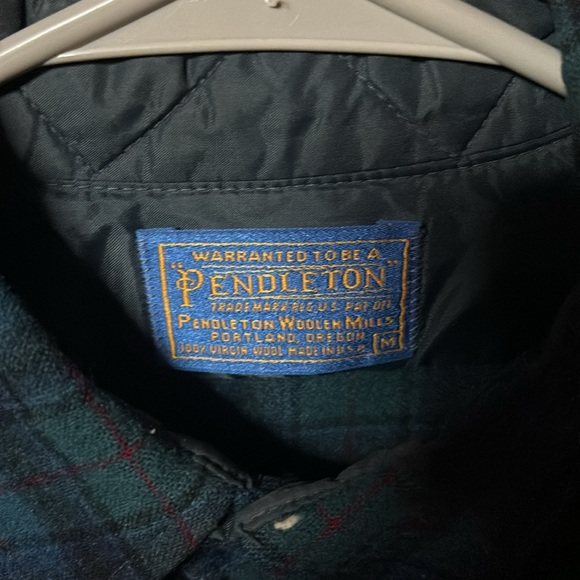 WARRANTED TO BE A
"PENDLETON"
TRADE MARK REG. U.S. PAT. OFF.
PENDLETON WOOLEN MILLS
PORTLAND, OREGON
100% VIRGIN WOOL MADE IN U.S.A. M